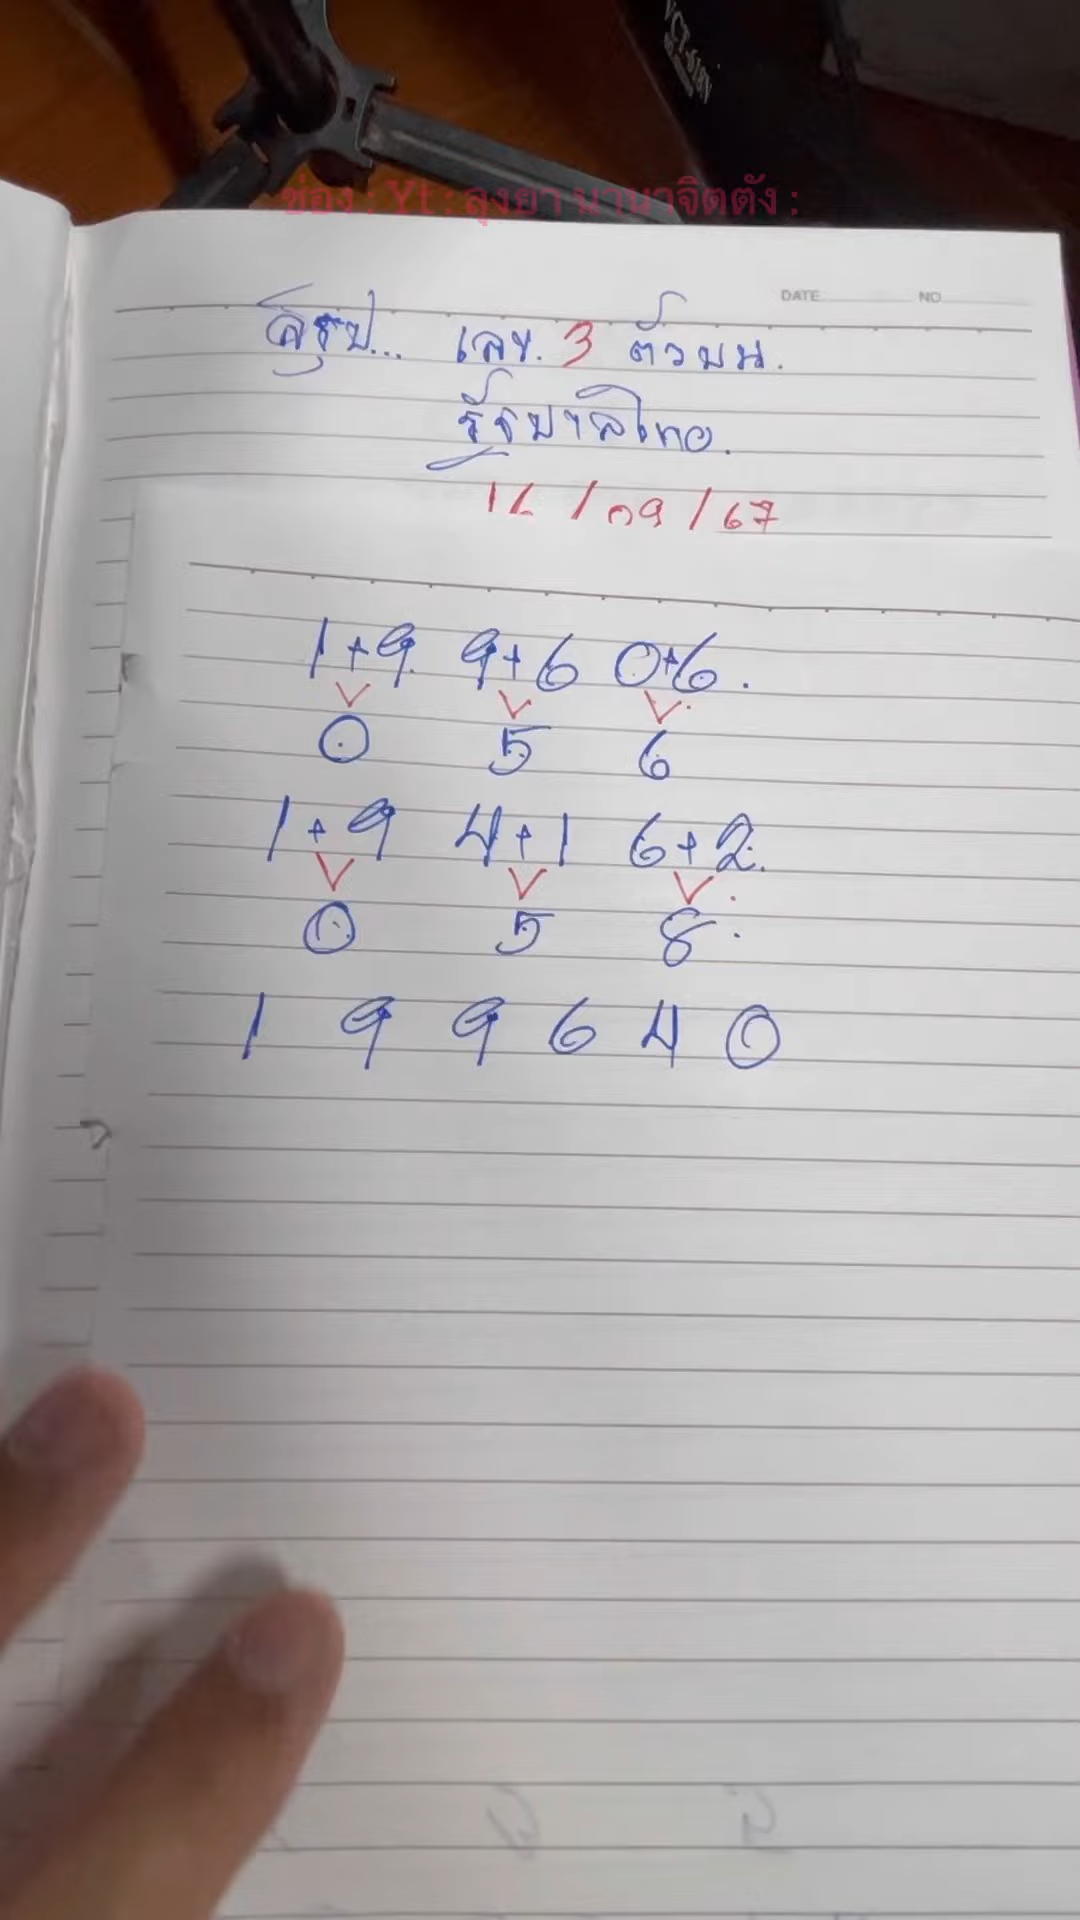 ช่อง : Yt : ลุงยา นานาจิตตัง :
DATE NO
สรุป... เลข. 3 ตัวบน.
รัฐบาลไทย.
16 / 09 / 67
1+9 9+6 0+6.
0 5 6
1+9 4+1 6+2.
0 5 8
1 9 9 6 4 0